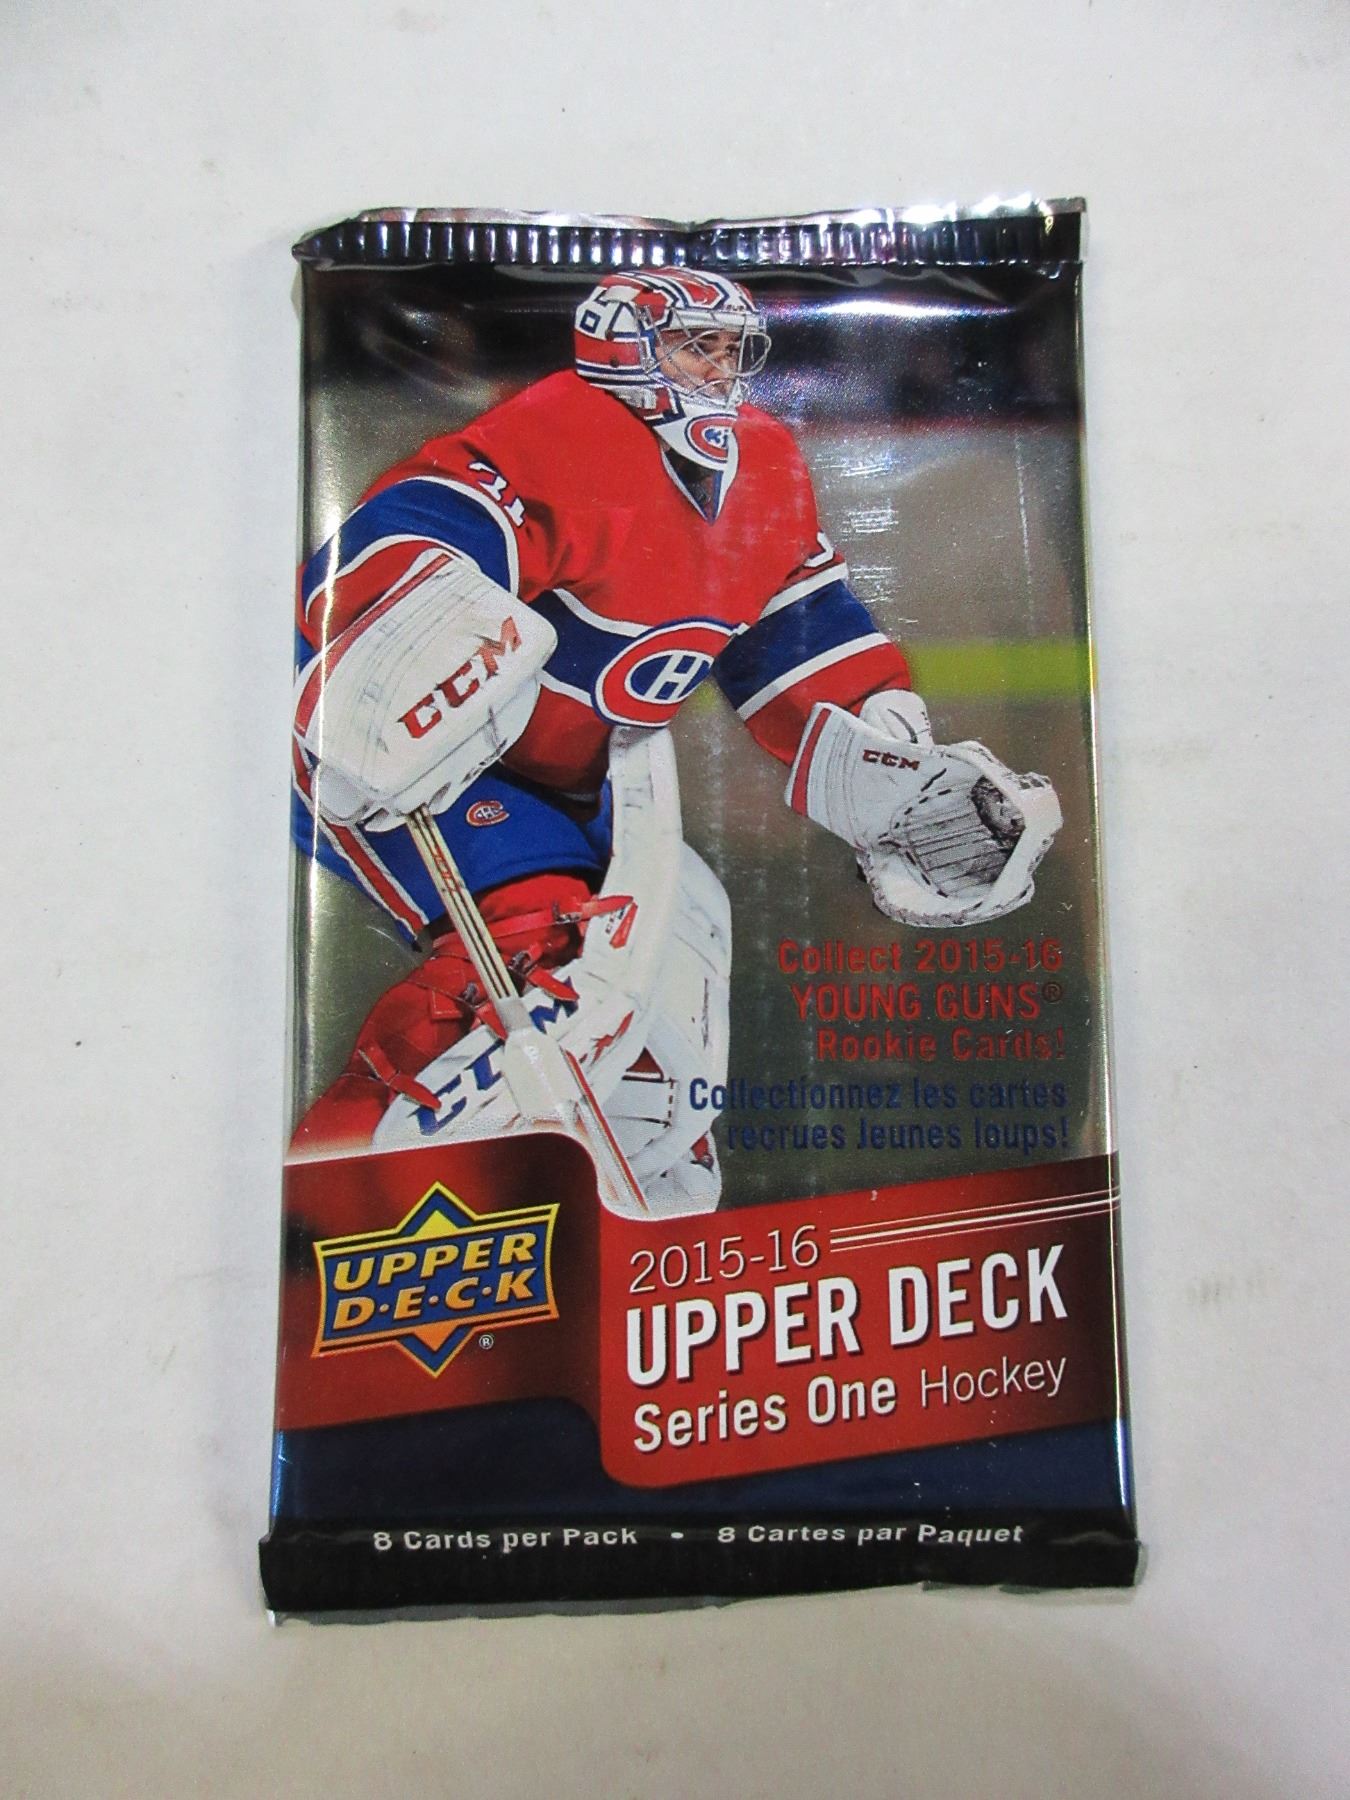 31
CCM
CCM
CCM
Collect 2015-16
YOUNG GUNS®
Rookie Cards!
Collectionnez les cartes
recrues Jeunes loups!
UPPER
D·E·C·K
®
2015-16
UPPER DECK
Series One Hockey
8 Cards per Pack • 8 Cartes par Paquet